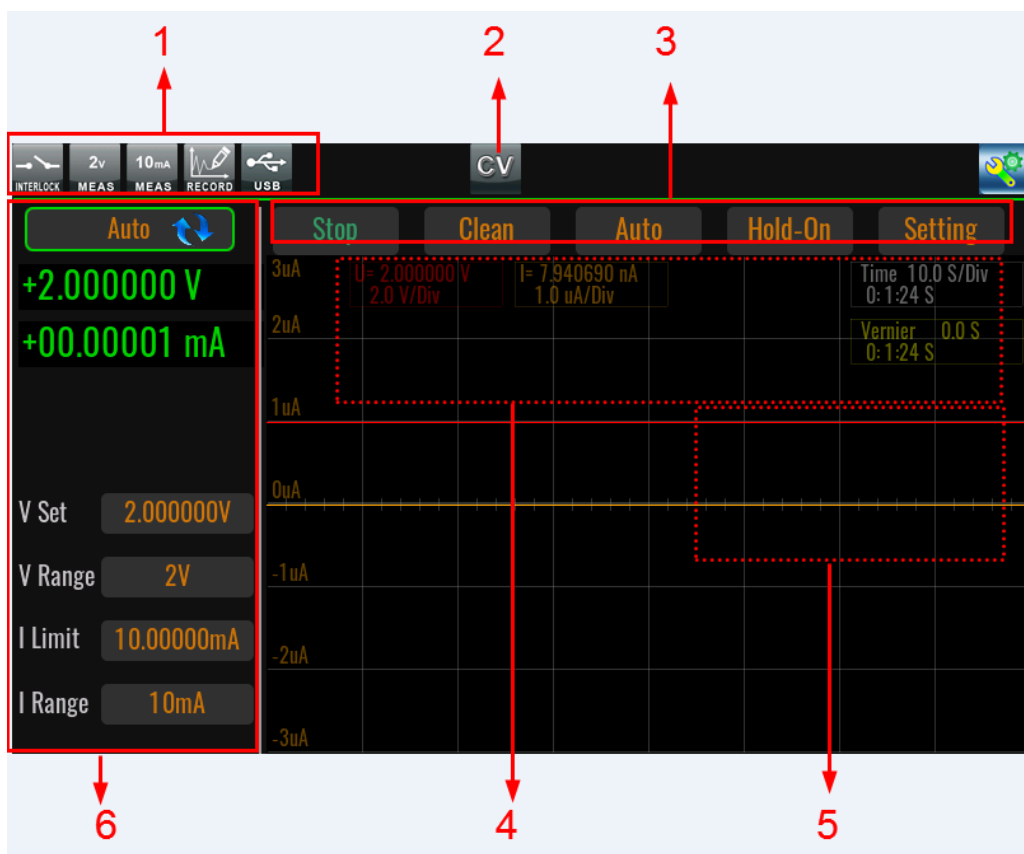 1
2
3
INTERLOCK
2V MEAS
10mA MEAS
RECORD
USB
CV
Auto
+2.000000 V
+00.00001 mA
V Set 2.000000V
V Range 2V
I Limit 10.00000mA
I Range 10mA
Stop Clean Auto Hold-On Setting
U= 2.000000 V
2.0 V/Div
I= 7.940690 nA
1.0 uA/Div
Time 10.0 S/Div
0: 1:24 S
Vernier 0.0 S
0: 1:24 S
3uA
2uA
1uA
0μA
-1uA
-2uA
-3uA
6
4
5